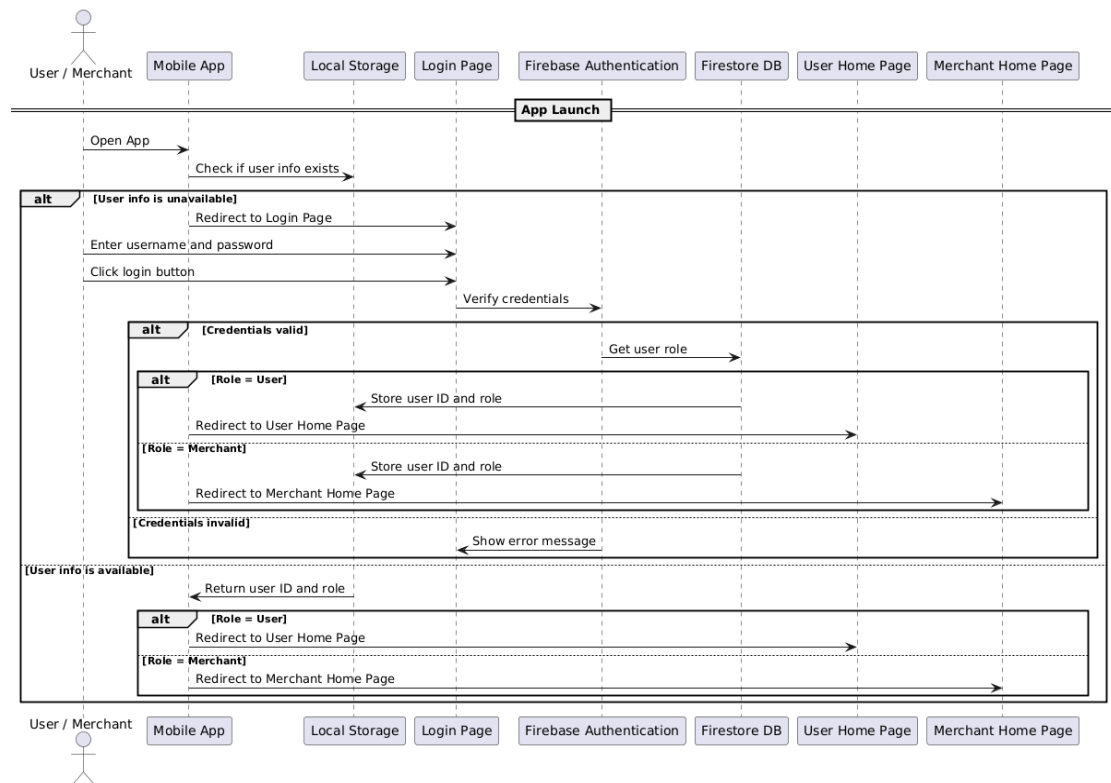 User / Merchant
Mobile App
Local Storage
Login Page
Firebase Authentication
Firestore DB
User Home Page
Merchant Home Page
App Launch
Open App
Check if user info exists
alt [User info is unavailable]
Redirect to Login Page
Enter username and password
Click login button
Verify credentials
alt [Credentials valid]
Get user role
alt [Role = User]
Store user ID and role
Redirect to User Home Page
[Role = Merchant]
Store user ID and role
Redirect to Merchant Home Page
[Credentials invalid]
Show error message
[User info is available]
Return user ID and role
alt [Role = User]
Redirect to User Home Page
[Role = Merchant]
Redirect to Merchant Home Page
User / Merchant
Mobile App
Local Storage
Login Page
Firebase Authentication
Firestore DB
User Home Page
Merchant Home Page